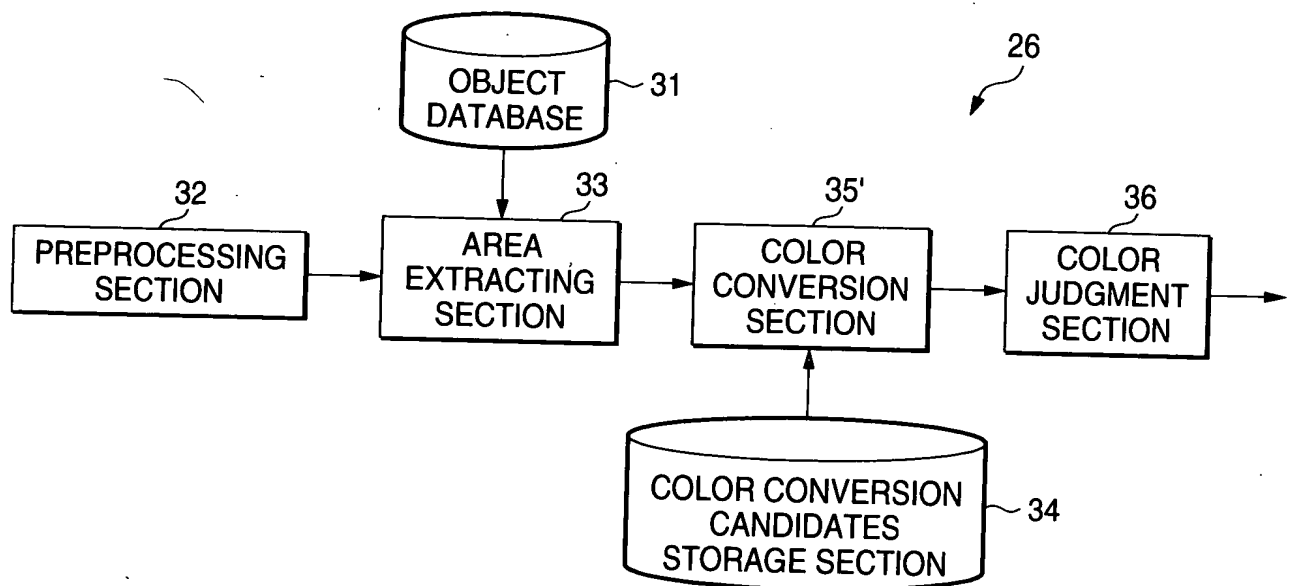 26
OBJECT
DATABASE
31
32
33
35'
36
PREPROCESSING
SECTION
AREA
EXTRACTING
SECTION
COLOR
CONVERSION
SECTION
COLOR
JUDGMENT
SECTION
COLOR CONVERSION
CANDIDATES
STORAGE SECTION
34